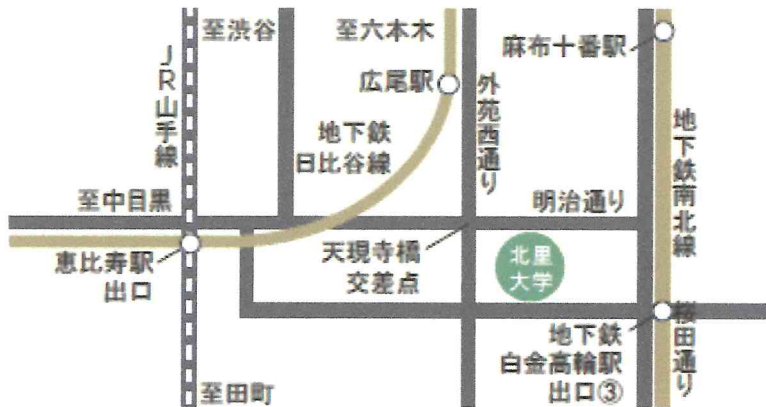 至渋谷
至六本木
麻布十番駅
JR山手線
広尾駅
外苑西通り
地下鉄
日比谷線
地下鉄南北線
至中目黒
明治通り
恵比寿駅
出口
天現寺橋
交差点
北里
大学
地下鉄
白金高輪駅
出口③
桜田通り
至田町